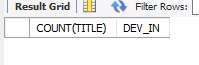 Result Grid Filter Rows:
COUNT(TITLE) DEV_IN